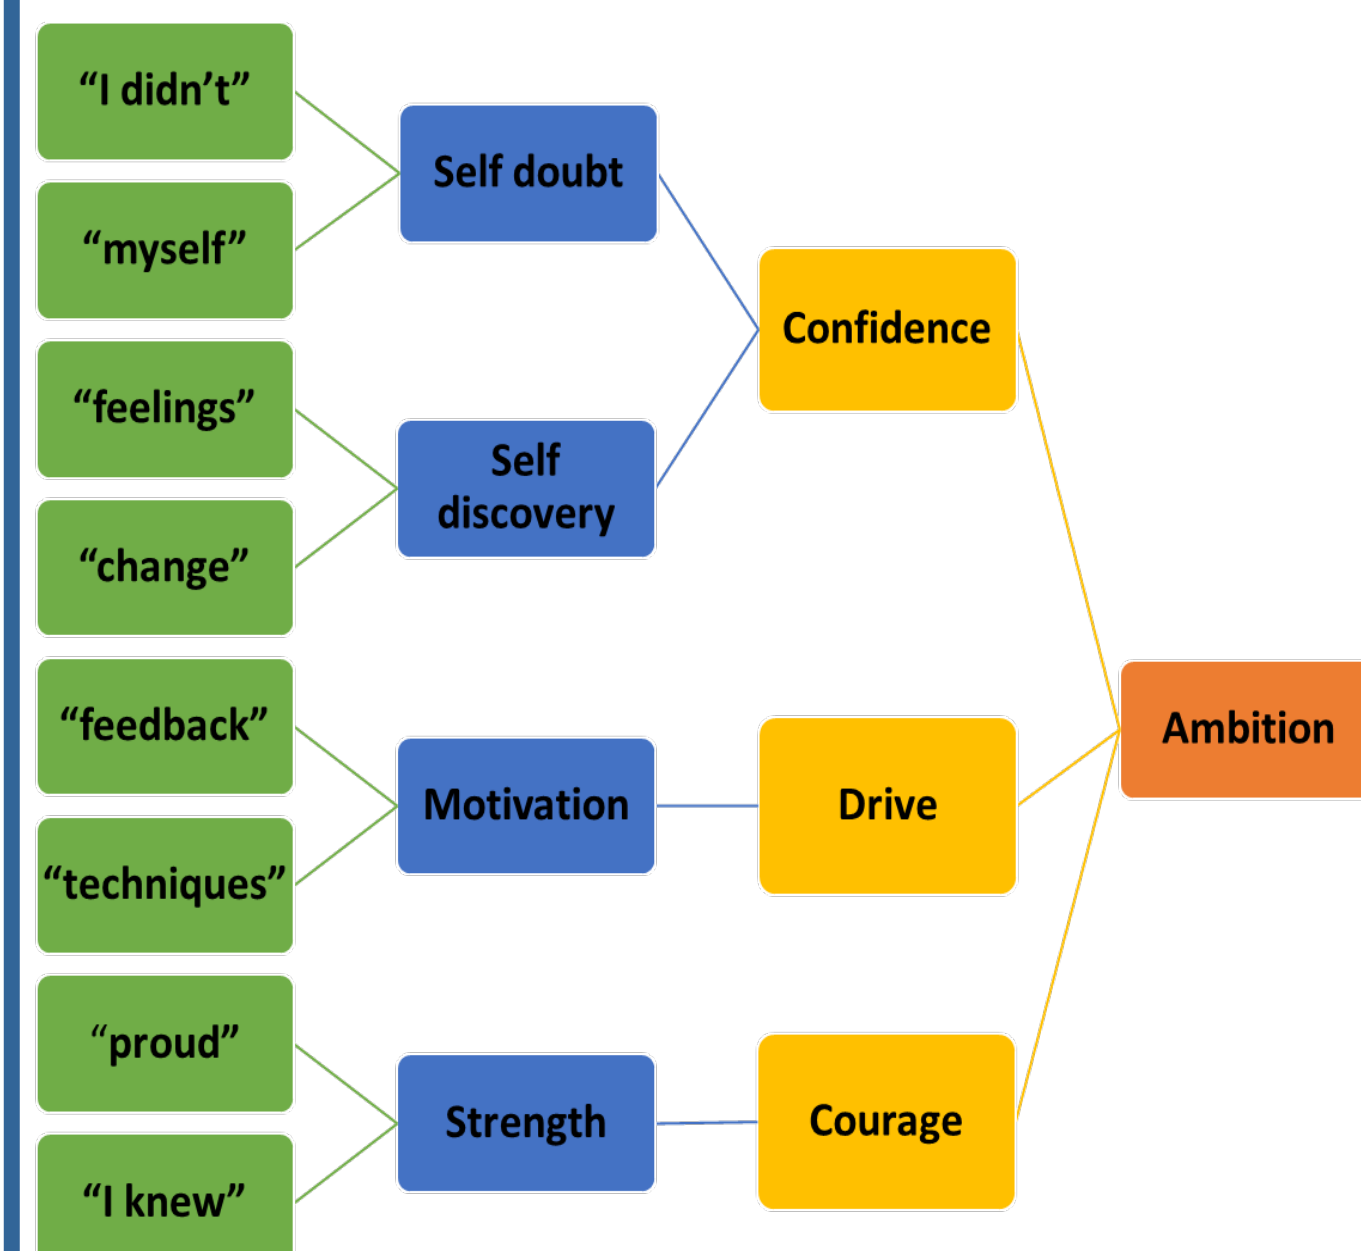 “I didn’t”
“myself”
“feelings”
“change”
“feedback”
“techniques”
“proud”
“I knew”
Self doubt
Self
discovery
Motivation
Strength
Confidence
Drive
Courage
Ambition